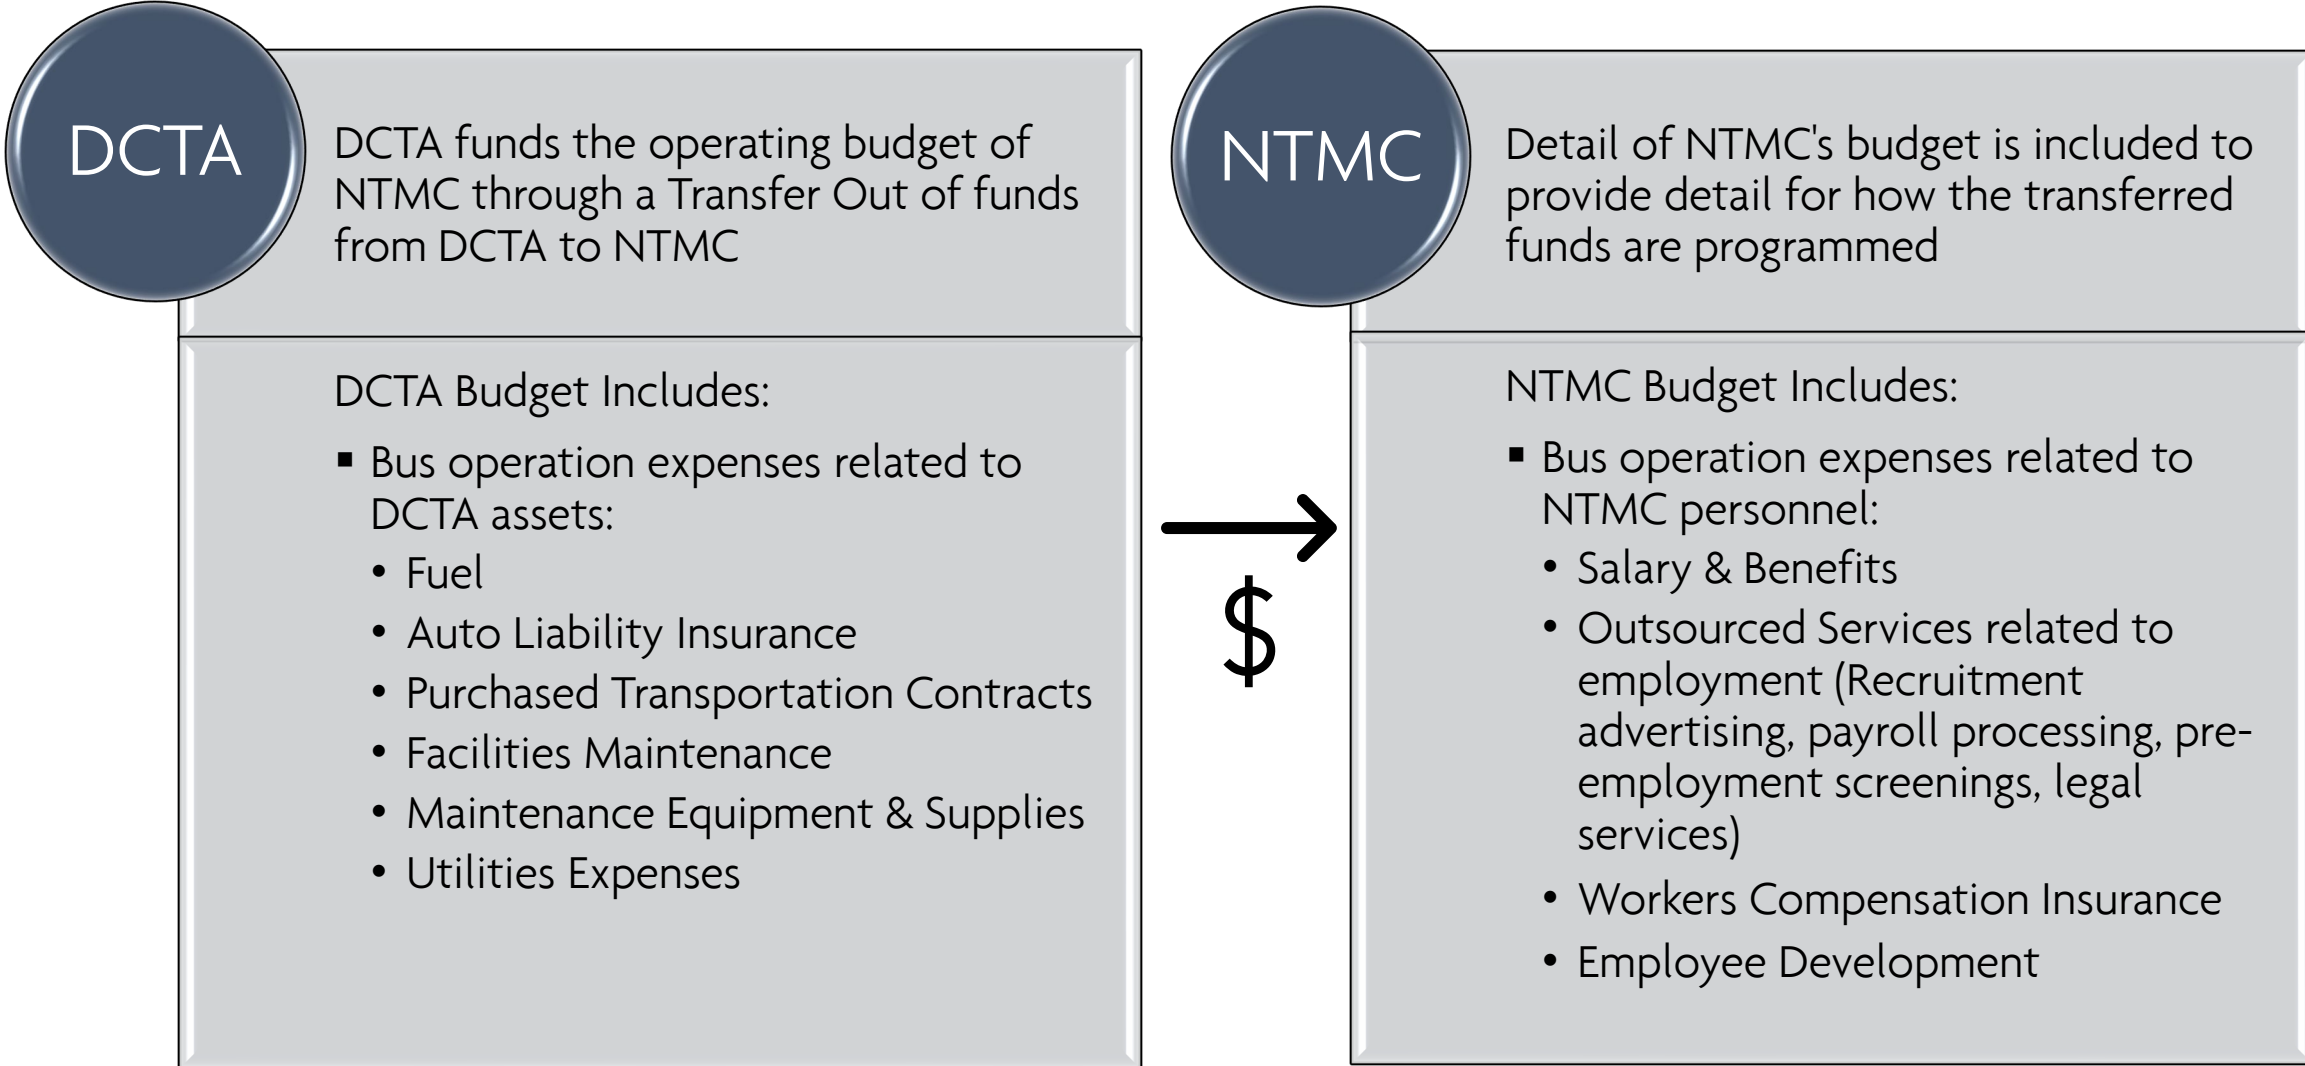 DCTA
DCTA funds the operating budget of
NTMC through a Transfer Out of funds
from DCTA to NTMC
DCTA Budget Includes:
▪ Bus operation expenses related to
DCTA assets:
• Fuel
• Auto Liability Insurance
• Purchased Transportation Contracts
• Facilities Maintenance
• Maintenance Equipment & Supplies
• Utilities Expenses
$
NTMC
Detail of NTMC's budget is included to
provide detail for how the transferred
funds are programmed
NTMC Budget Includes:
▪ Bus operation expenses related to
NTMC personnel:
• Salary & Benefits
• Outsourced Services related to
employment (Recruitment
advertising, payroll processing, pre-
employment screenings, legal
services)
• Workers Compensation Insurance
• Employee Development